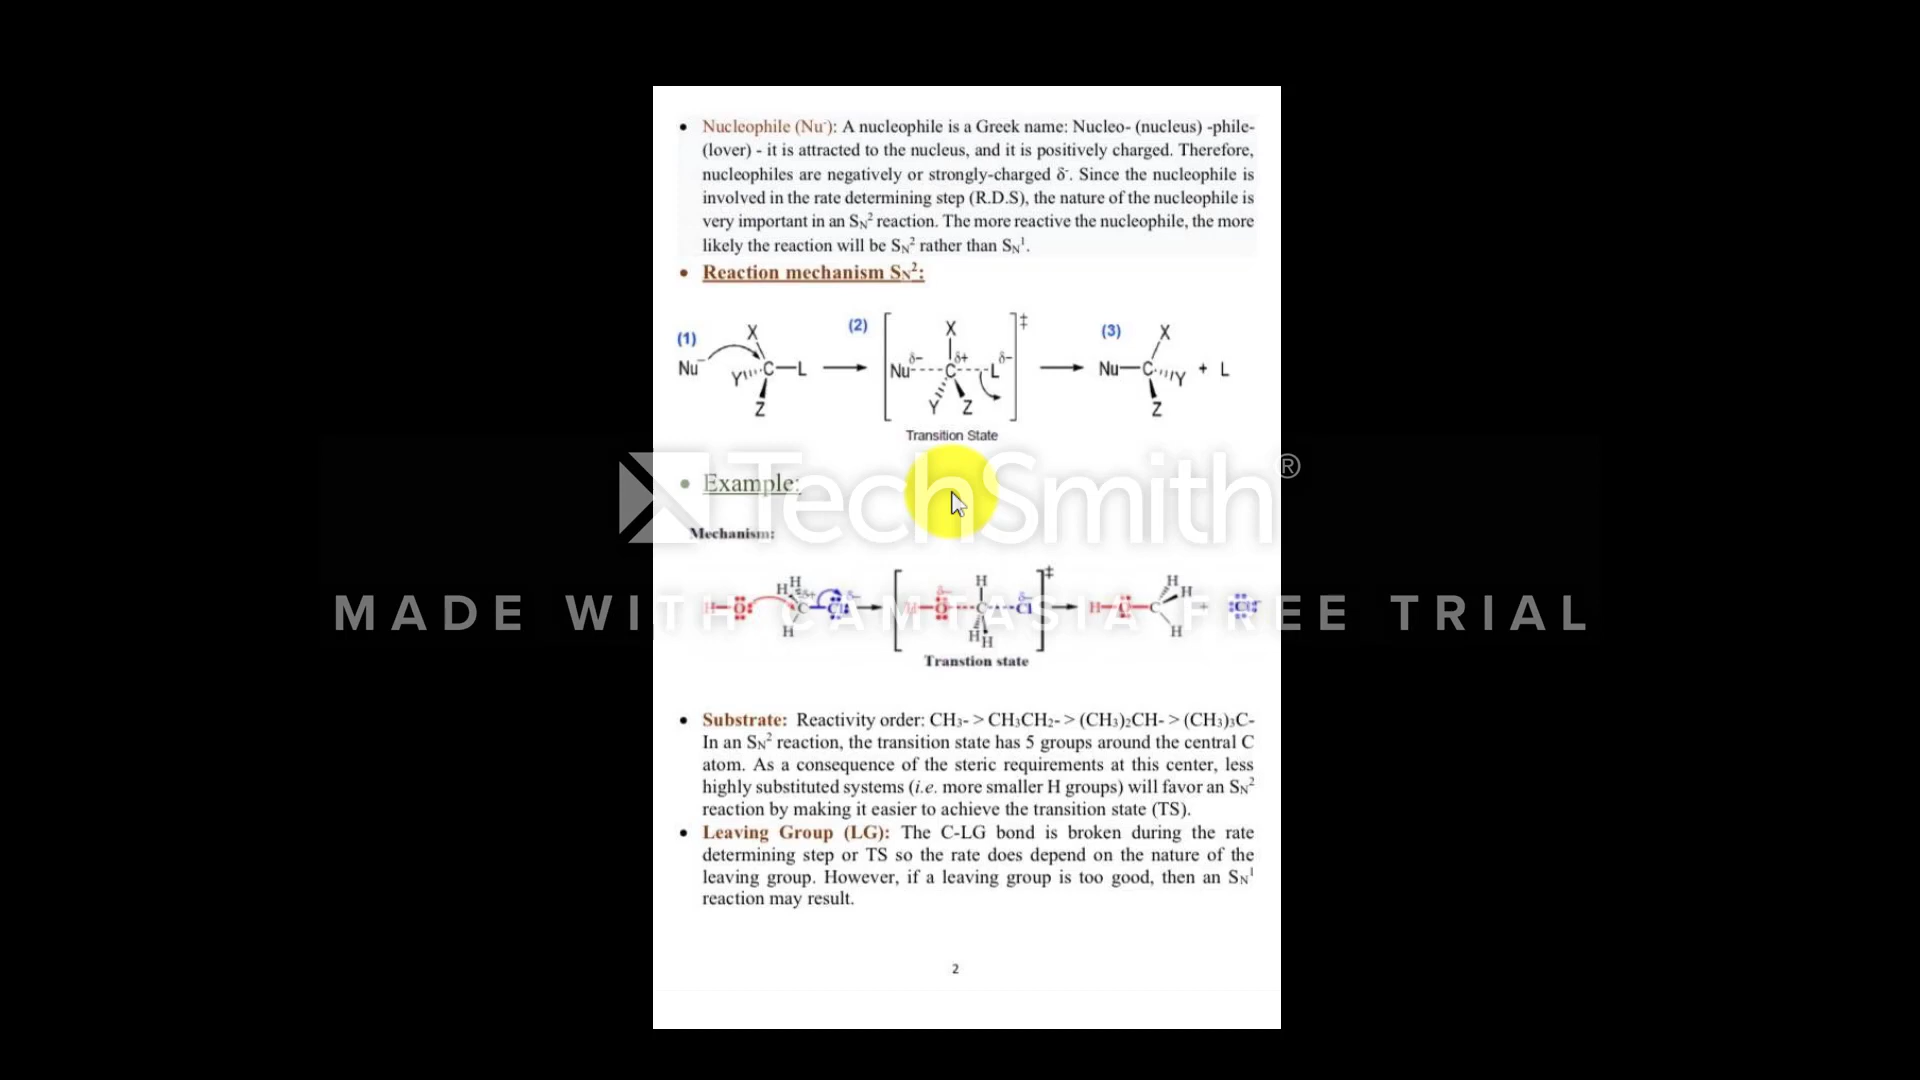 • Nucleophile (Nu⁻): A nucleophile is a Greek name: Nucleo- (nucleus) -phile-
(lover) - it is attracted to the nucleus, and it is positively charged. Therefore,
nucleophiles are negatively or strongly-charged δ⁻. Since the nucleophile is
involved in the rate determining step (R.D.S), the nature of the nucleophile is
very important in an SN² reaction. The more reactive the nucleophile, the more
likely the reaction will be SN² rather than SN¹.
• Reaction mechanism SN²:
(1) X (2) X ‡ (3) X
δ– δ+ δ–
Nu⁻ Y C—L Nu----C----L Nu—C Y + L
Z Y Z Z
Transition State
TechSmith®
• Example:
Mechanism:
MADE WITH CAMTASIA FREE TRIAL
H H H ‡ H
δ+ δ– δ– δ– H
H–O: C–Cl: H–O---C---Cl H–O–C + :Cl:⁻
H H H H
Transtion state
• Substrate: Reactivity order: CH₃- > CH₃CH₂- > (CH₃)₂CH- > (CH₃)₃C-
In an SN² reaction, the transition state has 5 groups around the central C
atom. As a consequence of the steric requirements at this center, less
highly substituted systems (i.e. more smaller H groups) will favor an SN²
reaction by making it easier to achieve the transition state (TS).
• Leaving Group (LG): The C-LG bond is broken during the rate
determining step or TS so the rate does depend on the nature of the
leaving group. However, if a leaving group is too good, then an SN¹
reaction may result.
2